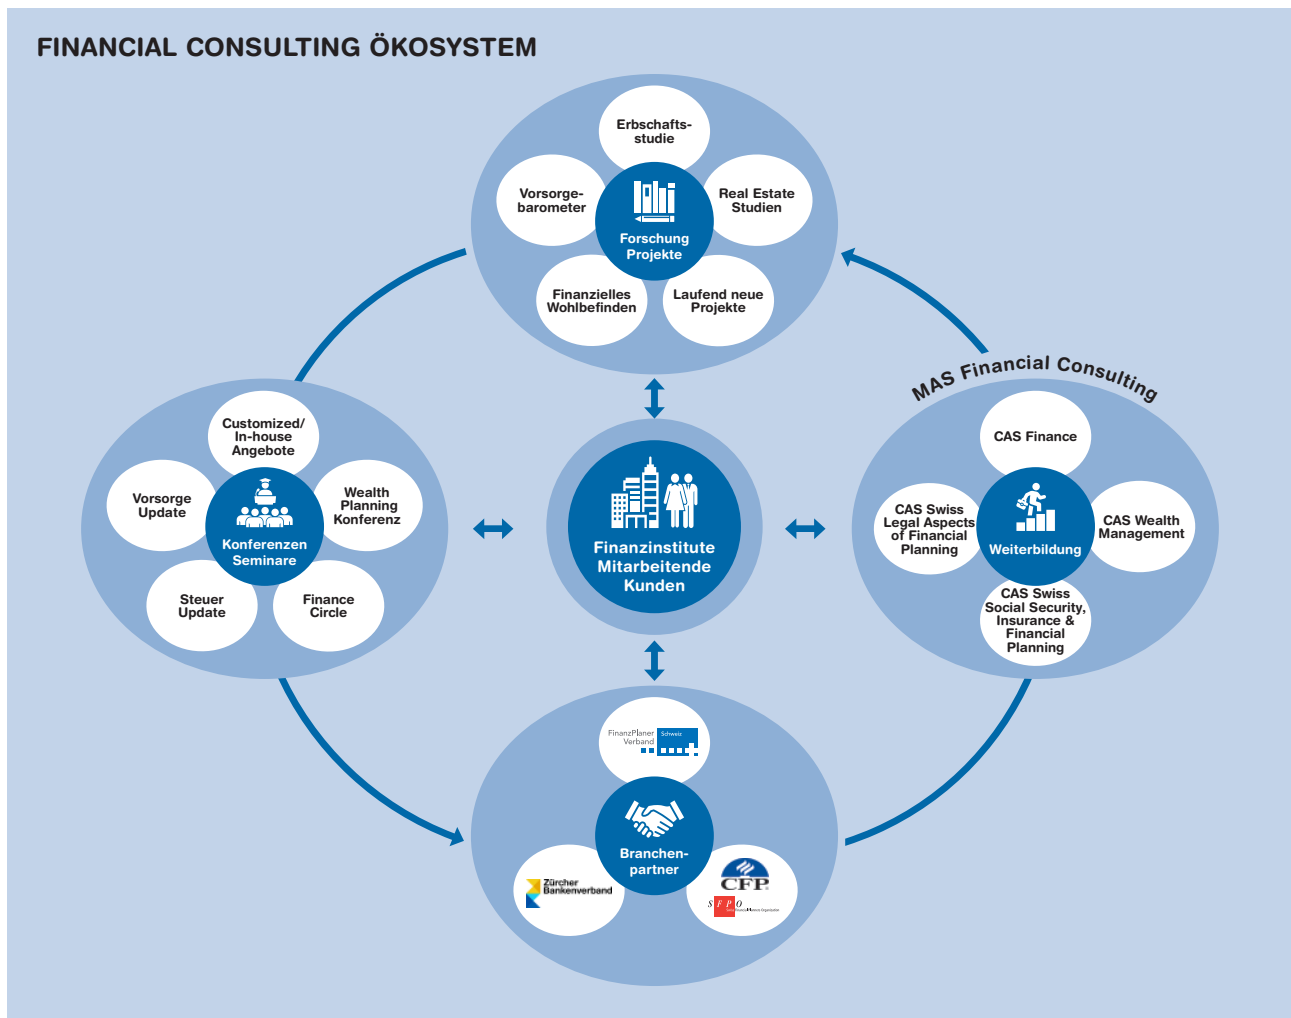 FINANCIAL CONSULTING ÖKOSYSTEM
Erbschafts-
studie
Vorsorge-
barometer
Real Estate
Studien
Forschung
Projekte
Finanzielles
Wohlbefinden
Laufend neue
Projekte
MAS Financial Consulting
Customized/
In-house
Angebote
Vorsorge
Update
Wealth
Planning
Konferenz
Konferenzen
Seminare
Steuer
Update
Finance
Circle
Finanzinstitute
Mitarbeitende
Kunden
CAS Finance
CAS Swiss
Legal Aspects
of Financial
Planning
CAS Wealth
Management
Weiterbildung
CAS Swiss
Social Security,
Insurance &
Financial
Planning
FinanzPlaner
Verband
Schweiz
Branchen-
partner
Zürcher
Bankenverband
CFP
SFPO